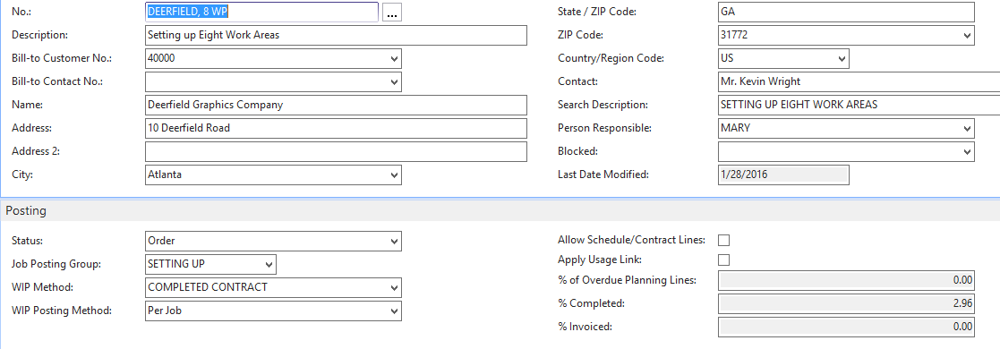 No.: DEERFIELD, 8 WP ...
Description: Setting up Eight Work Areas
Bill-to Customer No.: 40000
Bill-to Contact No.:
Name: Deerfield Graphics Company
Address: 10 Deerfield Road
Address 2:
City: Atlanta
State / ZIP Code: GA
ZIP Code: 31772
Country/Region Code: US
Contact: Mr. Kevin Wright
Search Description: SETTING UP EIGHT WORK AREAS
Person Responsible: MARY
Blocked:
Last Date Modified: 1/28/2016
Posting
Status: Order
Job Posting Group: SETTING UP
WIP Method: COMPLETED CONTRACT
WIP Posting Method: Per Job
Allow Schedule/Contract Lines:
Apply Usage Link:
% of Overdue Planning Lines: 0.00
% Completed: 2.96
% Invoiced: 0.00